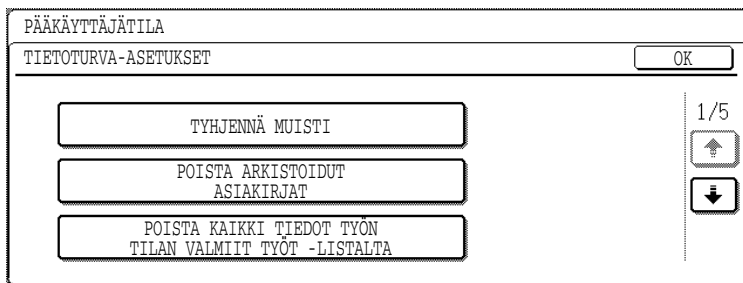 PÄÄKÄYTTÄJÄTILA
TIETOTURVA-ASETUKSET
OK
TYHJENNÄ MUISTI
1/5
POISTA ARKISTOIDUT
ASIAKIRJAT
POISTA KAIKKI TIEDOT TYÖN
TILAN VALMIIT TYÖT -LISTALTA